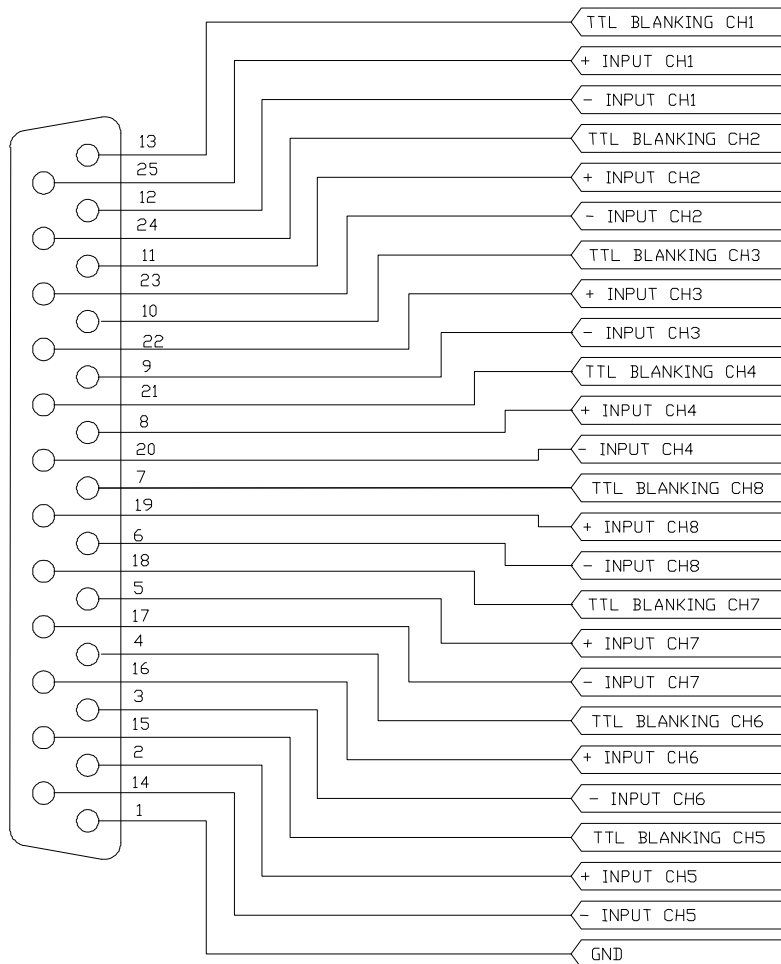 TTL BLANKING CH1
+ INPUT CH1
- INPUT CH1
13
TTL BLANKING CH2
25
+ INPUT CH2
12
- INPUT CH2
24
11
TTL BLANKING CH3
23
+ INPUT CH3
10
- INPUT CH3
22
9
TTL BLANKING CH4
21
+ INPUT CH4
8
20
- INPUT CH4
7
TTL BLANKING CH8
19
+ INPUT CH8
6
18
- INPUT CH8
5
TTL BLANKING CH7
17
+ INPUT CH7
4
16
- INPUT CH7
3
TTL BLANKING CH6
15
2
+ INPUT CH6
14
- INPUT CH6
1
TTL BLANKING CH5
+ INPUT CH5
- INPUT CH5
GND